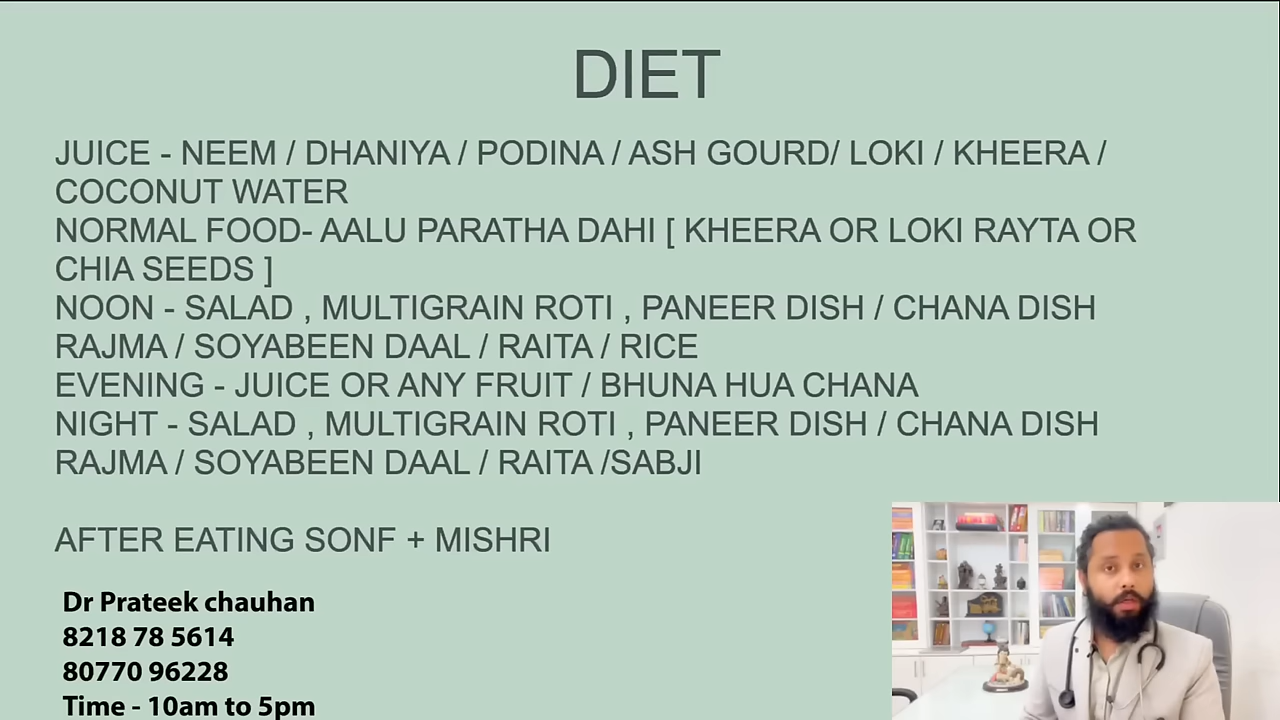 DIET
JUICE - NEEM / DHANIYA / PODINA / ASH GOURD/ LOKI / KHEERA /
COCONUT WATER
NORMAL FOOD- AALU PARATHA DAHI [ KHEERA OR LOKI RAYTA OR
CHIA SEEDS ]
NOON - SALAD , MULTIGRAIN ROTI , PANEER DISH / CHANA DISH
RAJMA / SOYABEEN DAAL / RAITA / RICE
EVENING - JUICE OR ANY FRUIT / BHUNA HUA CHANA
NIGHT - SALAD , MULTIGRAIN ROTI , PANEER DISH / CHANA DISH
RAJMA / SOYABEEN DAAL / RAITA /SABJI
AFTER EATING SONF + MISHRI
Dr Prateek chauhan
8218 78 5614
80770 96228
Time - 10am to 5pm